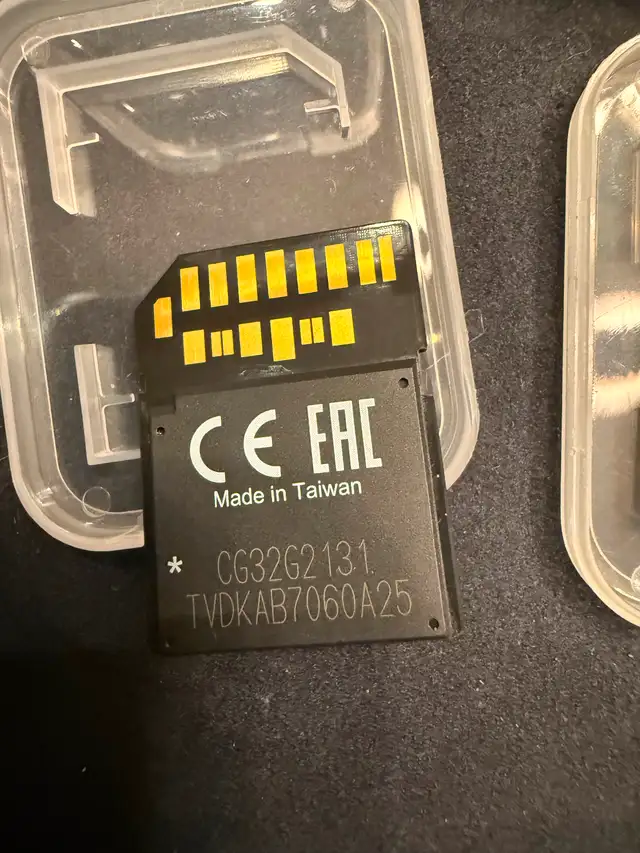 CE EAC
Made in Taiwan
* CG32G2131
TVDKAB7060A25